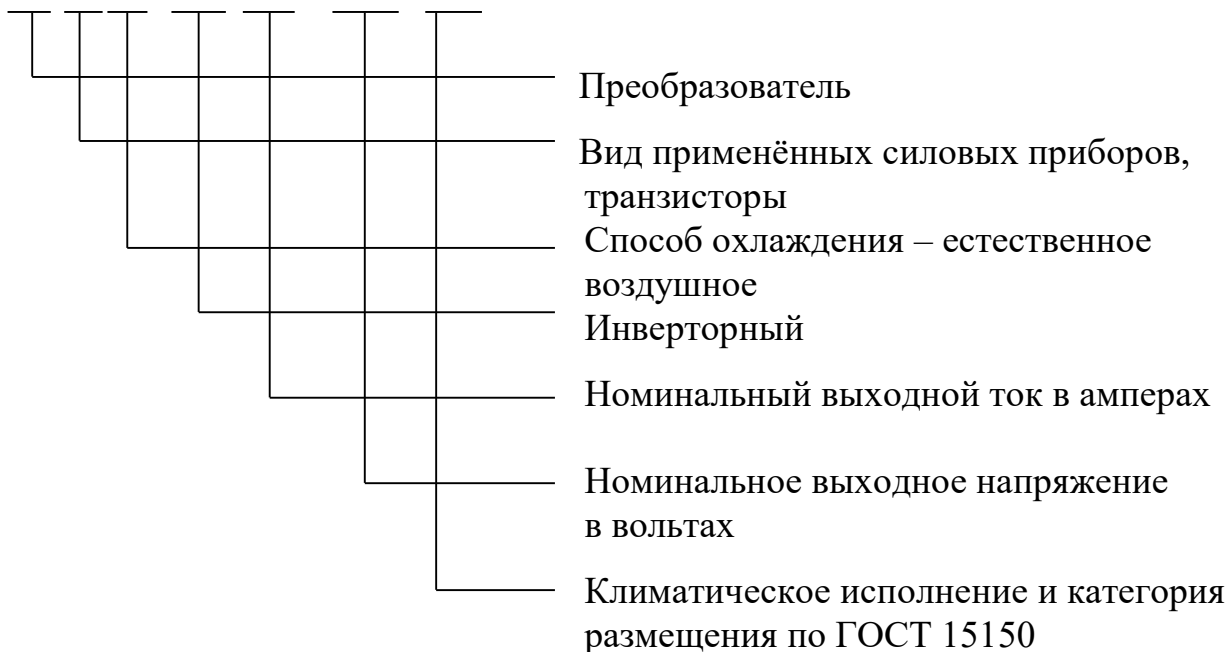 Преобразователь
Вид применённых силовых приборов,
транзисторы
Способ охлаждения – естественное
воздушное
Инверторный
Номинальный выходной ток в амперах
Номинальное выходное напряжение
в вольтах
Климатическое исполнение и категория
размещения по ГОСТ 15150